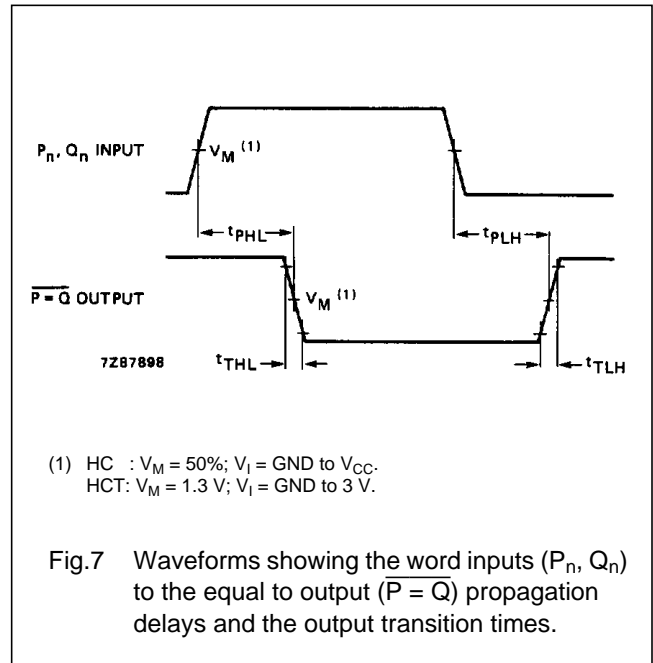 Pn, Qn INPUT
VM (1)
tPHL
tPLH
P = Q OUTPUT
VM (1)
7Z87898
tTHL
tTLH
(1) HC : VM = 50%; VI = GND to VCC.
HCT: VM = 1.3 V; VI = GND to 3 V.
Fig.7 Waveforms showing the word inputs (Pn, Qn)
to the equal to output (P = Q) propagation
delays and the output transition times.